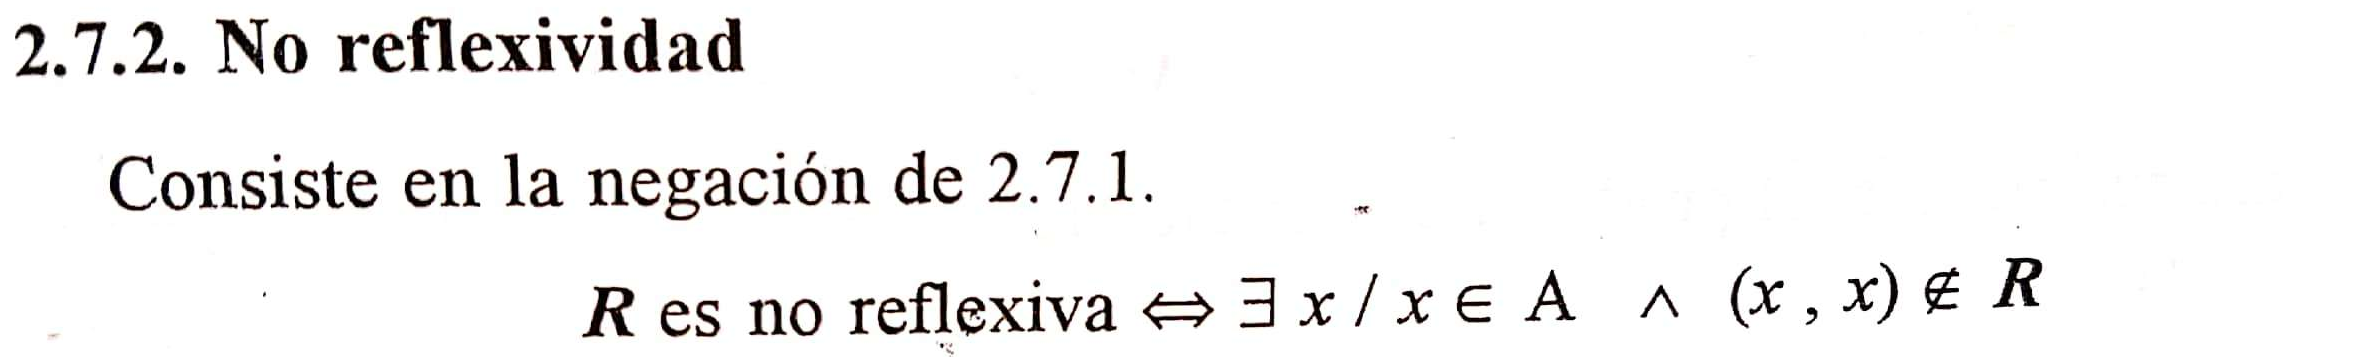 2.7.2. No reflexividad
Consiste en la negación de 2.7.1.
R es no reflexiva ⇔ ∃ x / x ∈ A ∧ (x , x) ∉ R